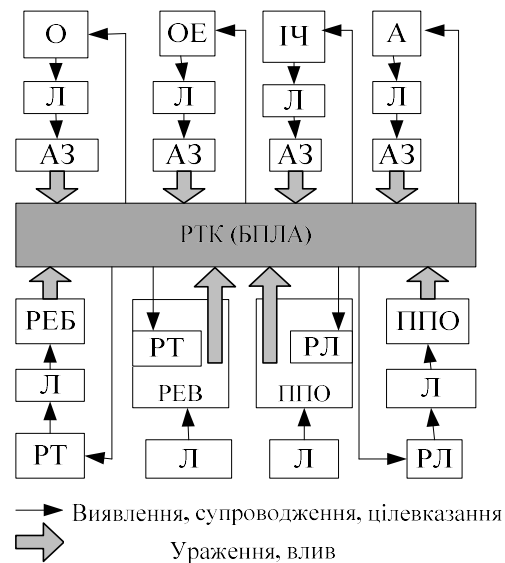 О ОЕ ІЧ А
Л Л Л Л
АЗ АЗ АЗ АЗ
РТК (БПЛА)
РЕБ ППО
РТ РЛ
Л РЕВ ППО Л
РТ Л Л РЛ
Виявлення, супроводження, цілевказання
Ураження, влив